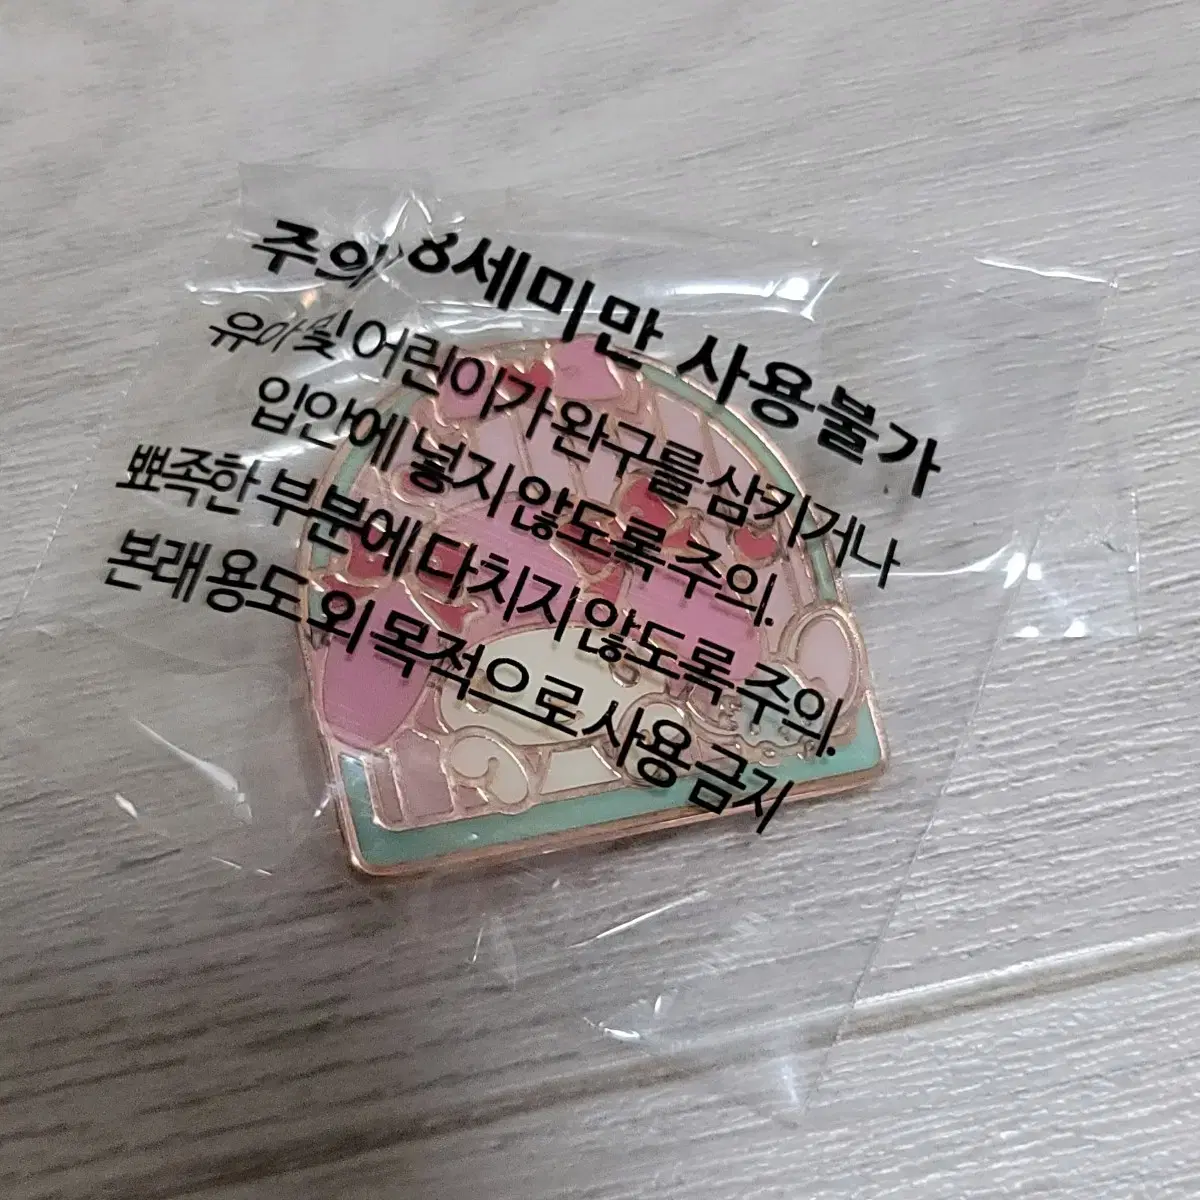 주의 8세미만 사용불가
유아및 어린이가 완구를 삼키거나
입안에 넣지 않도록 주의.
뾰족한 부분에 다치지 않도록 주의.
본래 용도 외 목적으로 사용금지